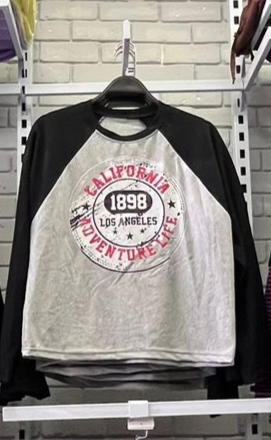 CALIFORNIA
1898
LOS ANGELES
ADVENTURE LIFE